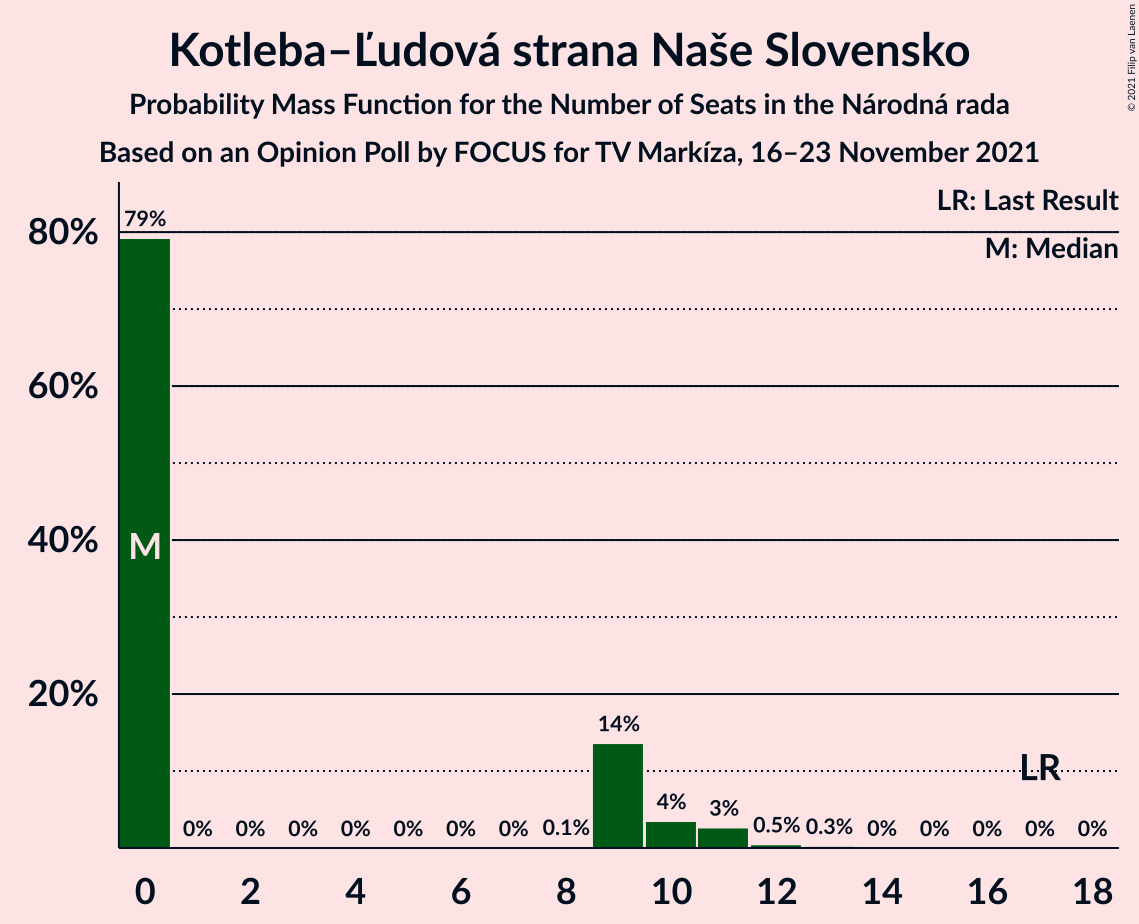 Kotleba–Ľudová strana Naše Slovensko
Probability Mass Function for the Number of Seats in the Národná rada
Based on an Opinion Poll by FOCUS for TV Markíza, 16–23 November 2021
© 2021 Filip van Laenen
LR: Last Result
M: Median
80%
60%
40%
20%
79%
M
0%
0%
0%
0%
0%
0%
0%
0.1%
14%
4%
3%
0.5%
0.3%
0%
0%
0%
0%
0%
LR
0 2 4 6 8 10 12 14 16 18